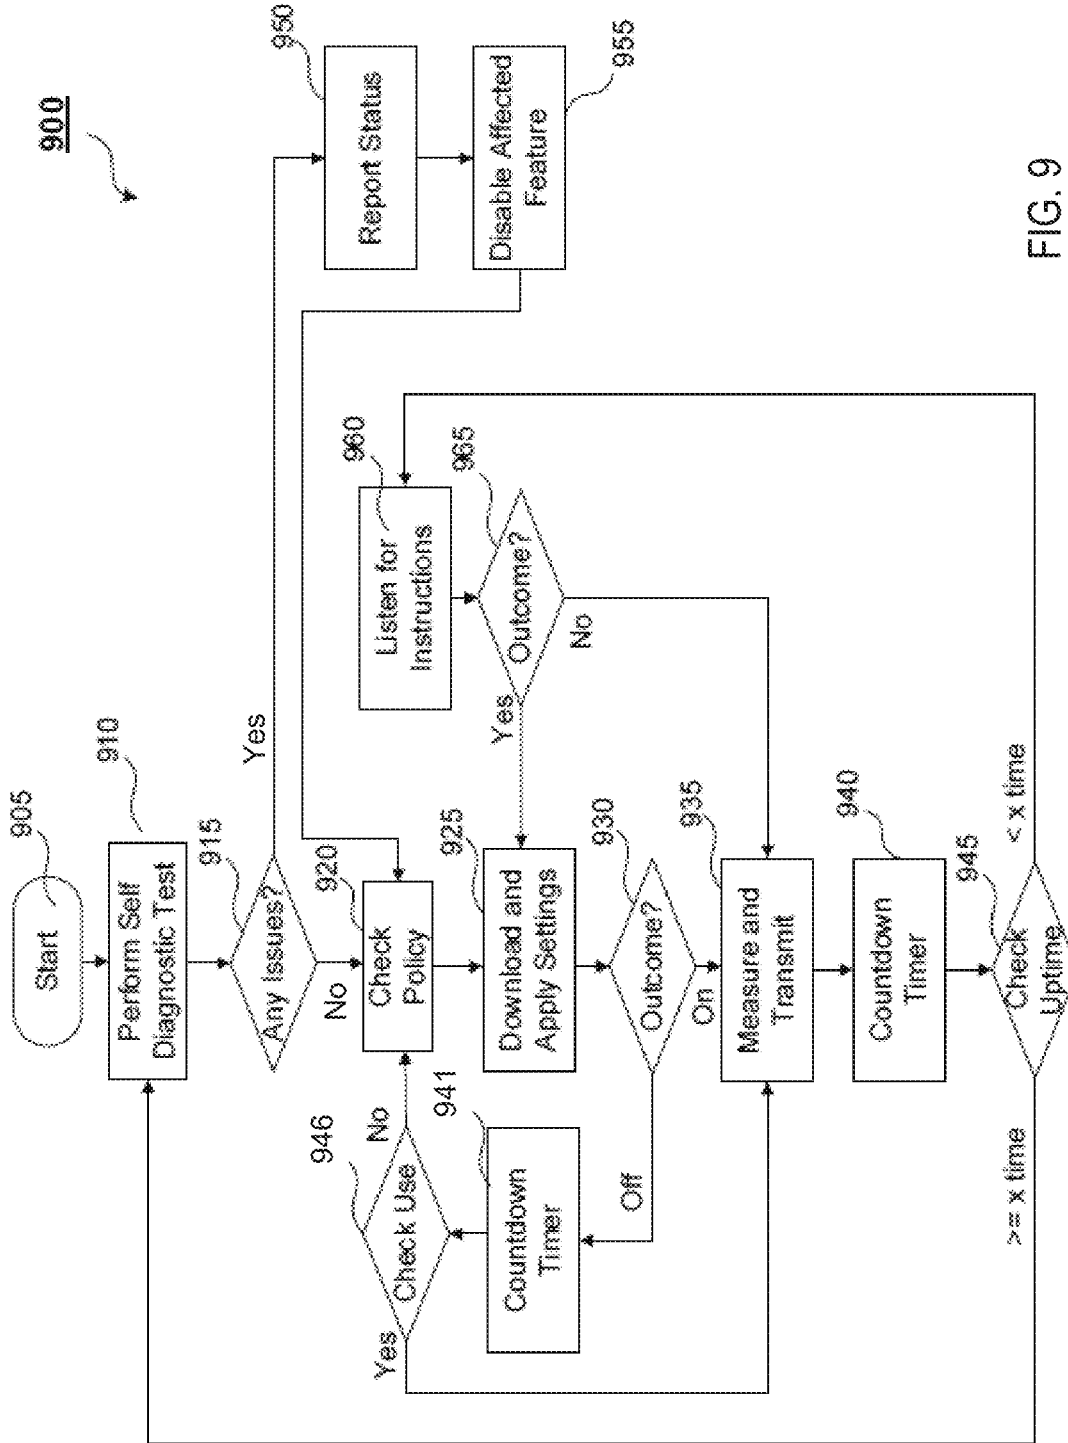 900
Start
905
Perform Self
Diagnostic Test
910
Any Issues?
915
Yes
No
Report Status
950
Disable Affected
Feature
955
Check
Policy
920
Check Use
946
No
Yes
Listen for
Instructions
960
Outcome?
965
Yes
No
Download and
Apply Settings
925
Countdown
Timer
941
Outcome?
930
Off
On
Measure and
Transmit
935
Countdown
Timer
940
Check
Uptime
945
>= x time
< x time
FIG. 9